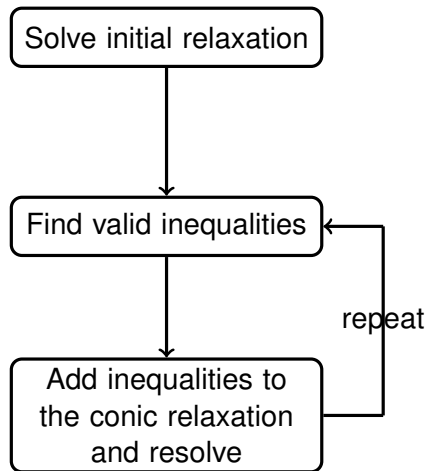 Solve initial relaxation
Find valid inequalities
repeat
Add inequalities to
the conic relaxation
and resolve